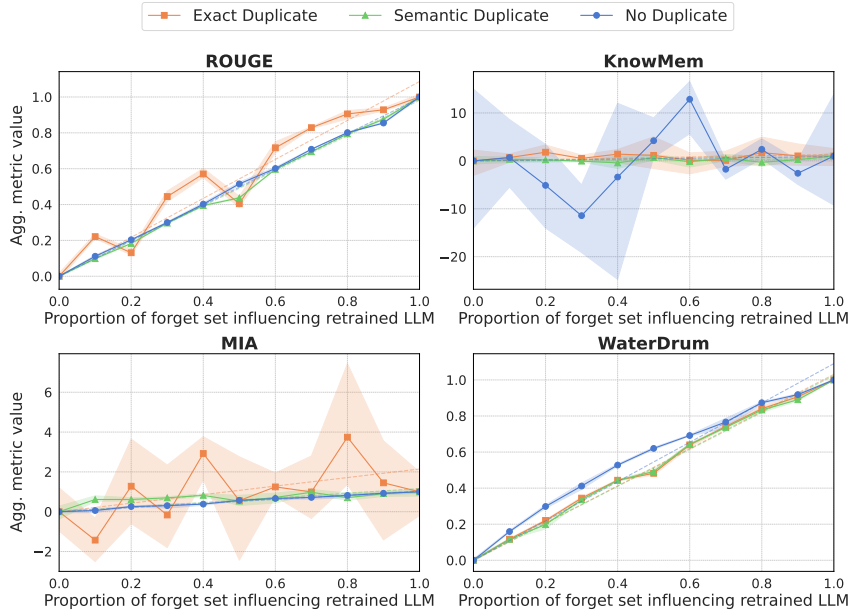 Exact Duplicate Semantic Duplicate No Duplicate
ROUGE
Agg. metric value
1.0
0.8
0.6
0.4
0.2
0.0
0.0 0.2 0.4 0.6 0.8 1.0
Proportion of forget set influencing retrained LLM
KnowMem
10
0
−10
−20
0.0 0.2 0.4 0.6 0.8 1.0
Proportion of forget set influencing retrained LLM
MIA
Agg. metric value
6
4
2
0
−2
0.0 0.2 0.4 0.6 0.8 1.0
Proportion of forget set influencing retrained LLM
WaterDrum
1.0
0.8
0.6
0.4
0.2
0.0
0.0 0.2 0.4 0.6 0.8 1.0
Proportion of forget set influencing retrained LLM